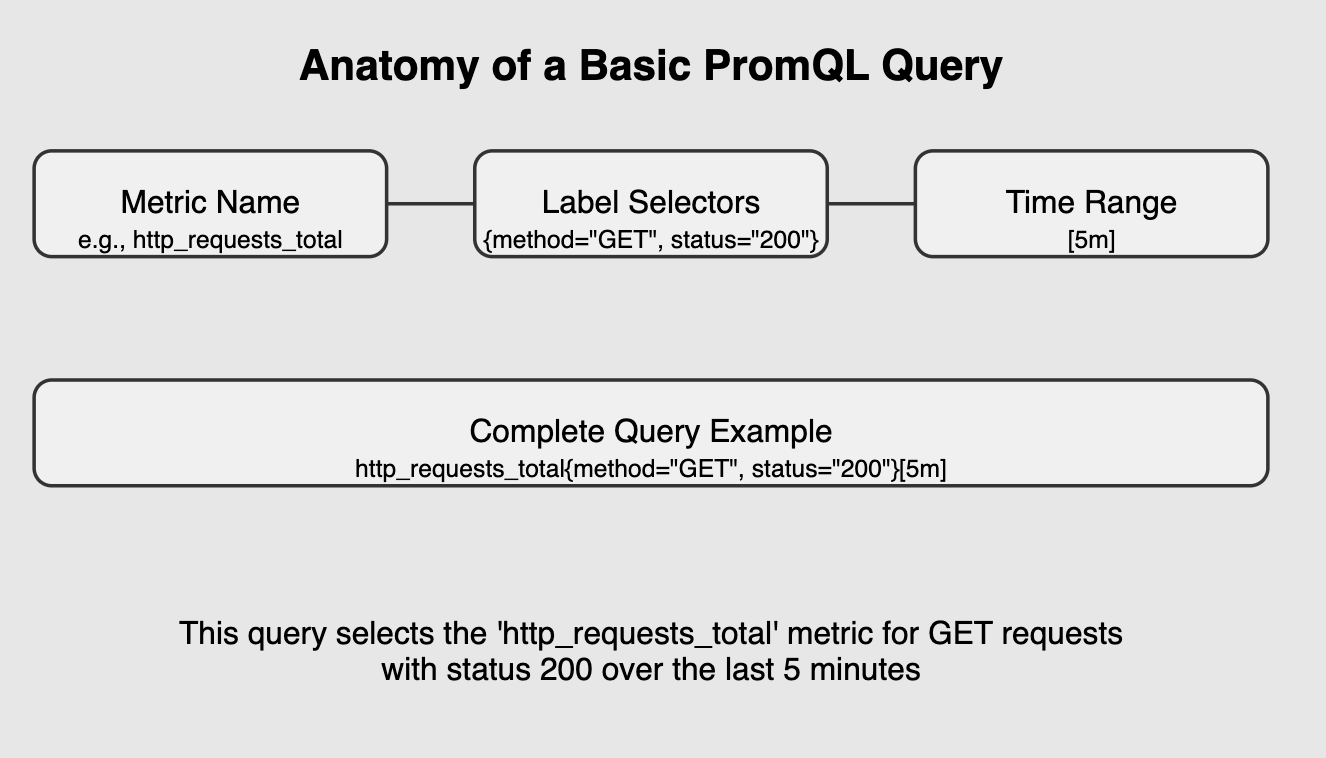 Anatomy of a Basic PromQL Query
Metric Name
e.g., http_requests_total
Label Selectors
{method="GET", status="200"}
Time Range
[5m]
Complete Query Example
http_requests_total{method="GET", status="200"}[5m]
This query selects the 'http_requests_total' metric for GET requests
with status 200 over the last 5 minutes